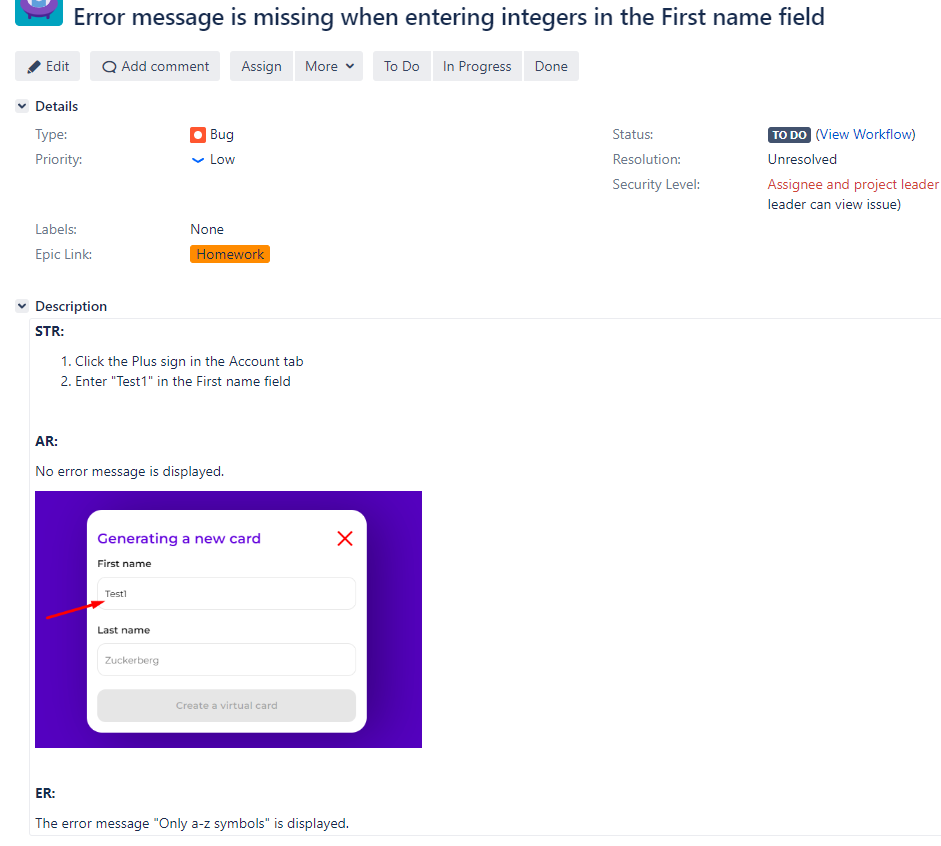 Error message is missing when entering integers in the First name field
Edit Add comment Assign More To Do In Progress Done
Details
Type: Bug Status: TO DO (View Workflow)
Priority: Low Resolution: Unresolved
Security Level: Assignee and project leader
leader can view issue)
Labels: None
Epic Link: Homework
Description
STR:
1. Click the Plus sign in the Account tab
2. Enter "Test1" in the First name field
AR:
No error message is displayed.
Generating a new card
First name
Test1
Last name
Zuckerberg
Create a virtual card
ER:
The error message "Only a-z symbols" is displayed.